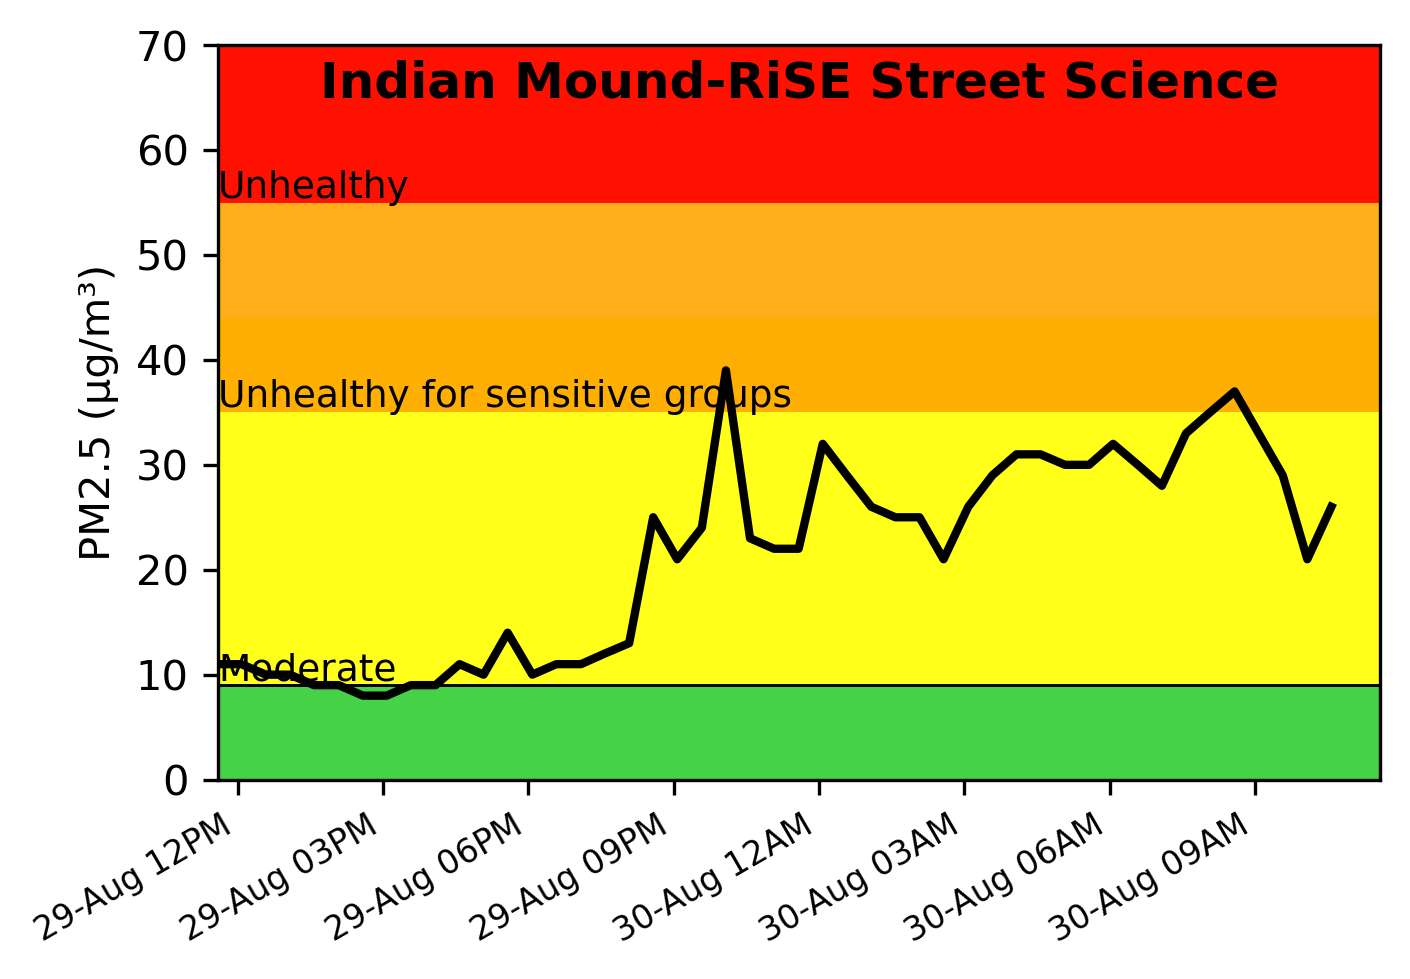 Indian Mound-RiSE Street Science
70
60
Unhealthy
50
40
Unhealthy for sensitive groups
30
20
10
Moderate
0
PM2.5 (µg/m³)
29-Aug 12PM
29-Aug 03PM
29-Aug 06PM
29-Aug 09PM
30-Aug 12AM
30-Aug 03AM
30-Aug 06AM
30-Aug 09AM